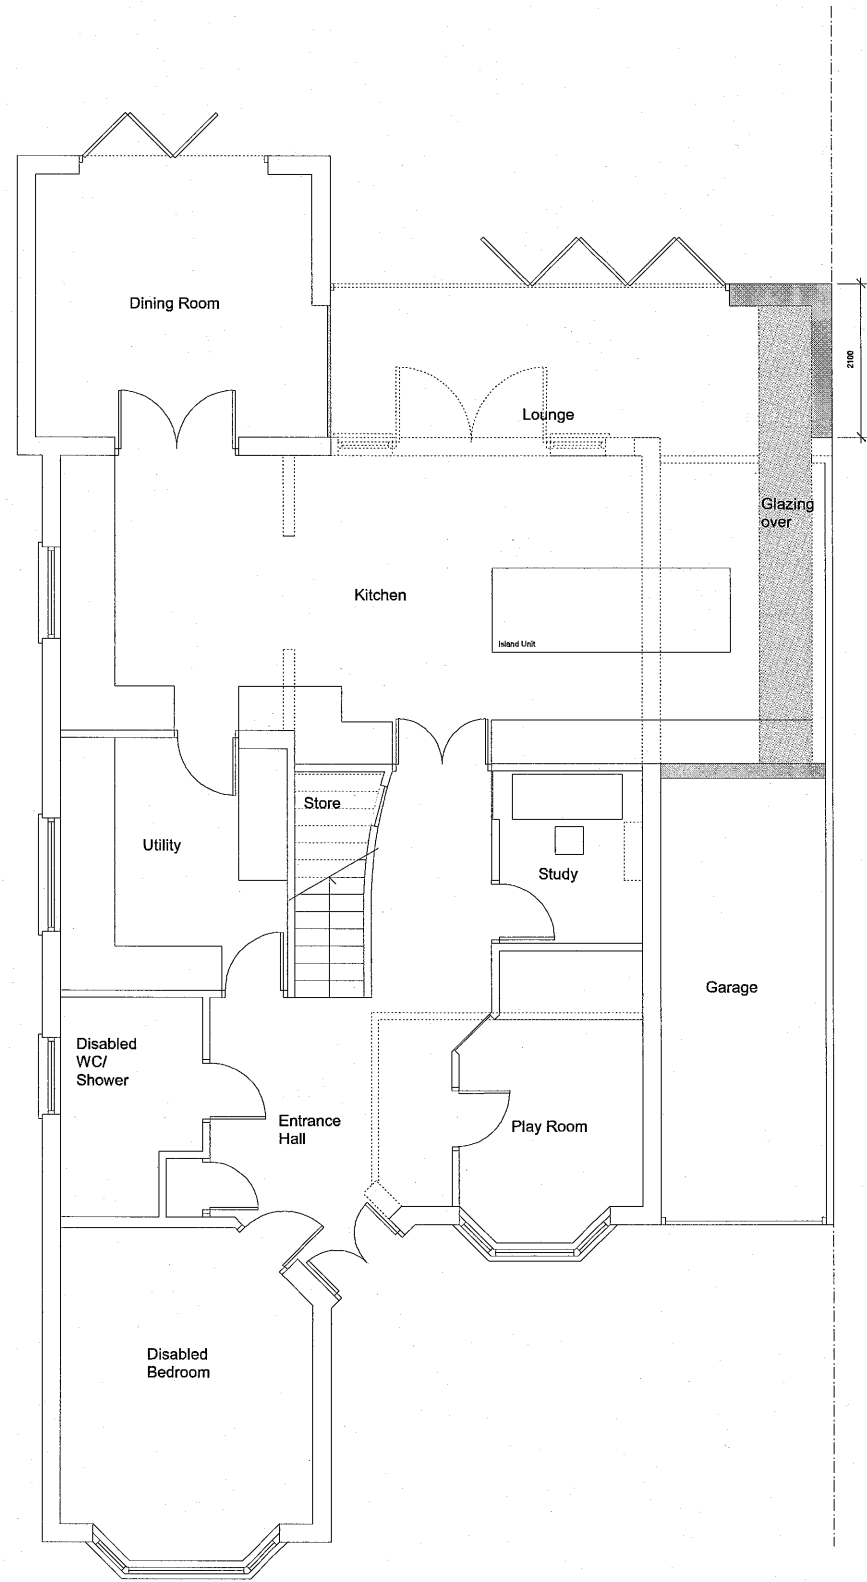 Dining Room
2100
Lounge
Glazing
over
Kitchen
Island Unit
Store
Utility
Study
Garage
Disabled
WC/
Shower
Entrance
Hall
Play Room
Disabled
Bedroom